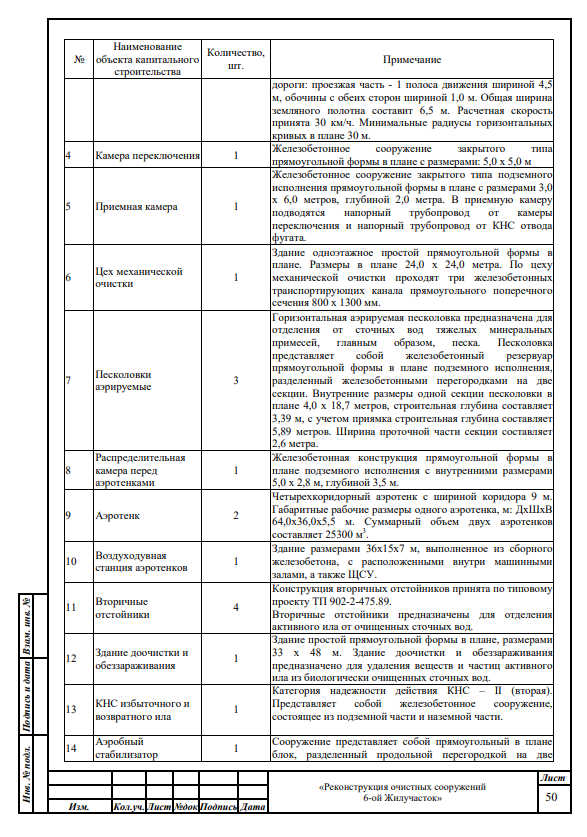 №
Наименование
объекта капитального
строительства
Количество,
шт.
Примечание
дороги: проезжая часть - 1 полоса движения шириной 4,5
м, обочины с обеих сторон шириной 1,0 м. Общая ширина
земляного полотна составит 6,5 м. Расчетная скорость
принята 30 км/ч. Минимальные радиусы горизонтальных
кривых в плане 30 м.
4
Камера переключения
1
Железобетонное сооружение закрытого типа
прямоугольной формы в плане с размерами: 5,0 х 5,0 м
5
Приемная камера
1
Железобетонное сооружение закрытого типа подземного
исполнения прямоугольной формы в плане с размерами 3,0
х 6,0 метров, глубиной 2,0 метра. В приемную камеру
подводятся напорный трубопровод от камеры
переключения и напорный трубопровод от КНС отвода
фугата.
6
Цех механической
очистки
1
Здание одноэтажное простой прямоугольной формы в
плане. Размеры в плане 24,0 х 24,0 метра. По цеху
механической очистки проходят три железобетонных
транспортирующих канала прямоугольного поперечного
сечения 800 х 1300 мм.
7
Песколовки
аэрируемые
3
Горизонтальная аэрируемая песколовка предназначена для
отделения от сточных вод тяжелых минеральных
примесей, главным образом, песка. Песколовка
представляет собой железобетонный резервуар
прямоугольной формы в плане подземного исполнения,
разделенный железобетонными перегородками на две
секции. Внутренние размеры одной секции песколовки в
плане 4,0 х 18,7 метров, строительная глубина составляет
3,39 м, с учетом приямка строительная глубина составляет
5,89 метров. Ширина проточной части секции составляет
2,6 метра.
8
Распределительная
камера перед
аэротенками
1
Железобетонная конструкция прямоугольной формы в
плане подземного исполнения с внутренними размерами
5,0 х 2,8 м, глубиной 3,5 м.
9
Аэротенк
2
Четырехкоридорный аэротенк с шириной коридора 9 м.
Габаритные рабочие размеры одного аэротенка, м: ДхШхВ
64,0х36,0х5,5 м. Суммарный объем двух аэротенков
составляет 25300 м³.
10
Воздуходувная
станция аэротенков
1
Здание размерами 36х15х7 м, выполненное из сборного
железобетона, с расположенными внутри машинными
залами, а также ЩСУ.
11
Вторичные
отстойники
4
Конструкция вторичных отстойников принята по типовому
проекту ТП 902-2-475.89.
Вторичные отстойники предназначены для отделения
активного ила от очищенных сточных вод.
12
Здание доочистки и
обеззараживания
1
Здание простой прямоугольной формы в плане, размерами
33 х 48 м. Здание доочистки и обеззараживания
предназначено для удаления веществ и частиц активного
ила из биологически очищенных сточных вод.
13
КНС избыточного и
возвратного ила
1
Категория надежности действия КНС – II (вторая).
Представляет собой железобетонное сооружение,
состоящее из подземной части и наземной части.
14
Аэробный
стабилизатор
1
Сооружение представляет собой прямоугольный в плане
блок, разделенный продольной перегородкой на две
Взам. инв. №
Подпись и дата
Инв. № подл.
Изм.
Кол.уч.
Лист
№док
Подпись
Дата
«Реконструкция очистных сооружений
6-ой Жилучасток»
Лист
50